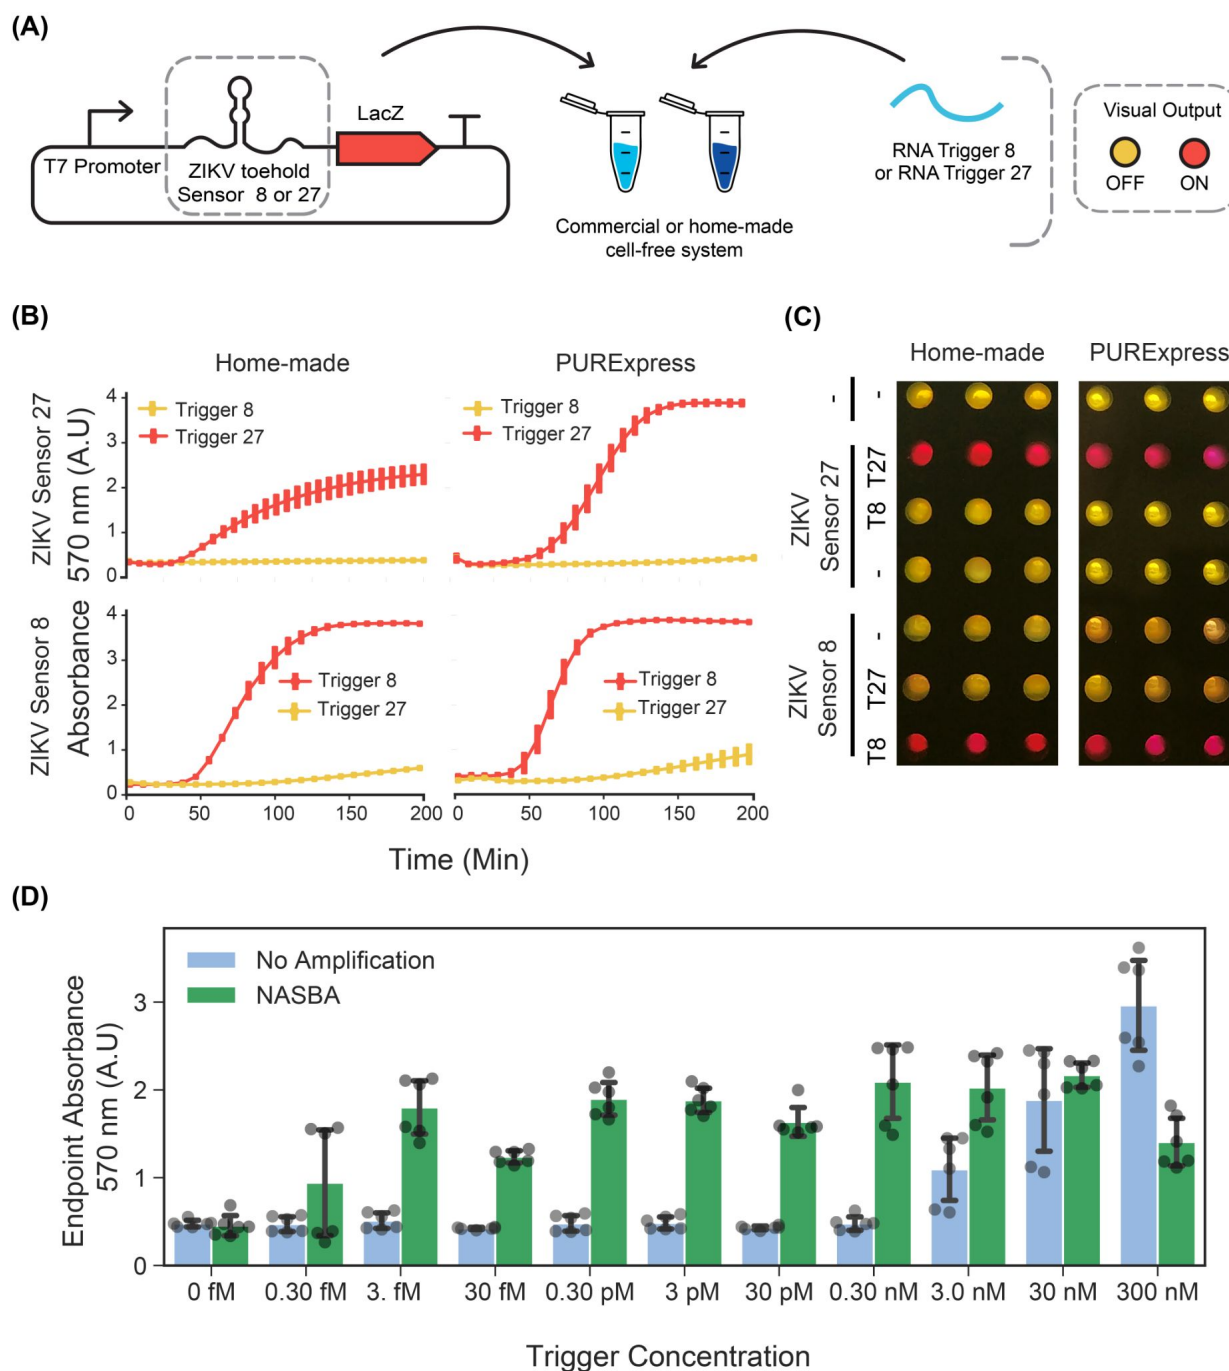 (A)
T7 Promoter
ZIKV toehold
Sensor 8 or 27
LacZ
Commercial or home-made
cell-free system
RNA Trigger 8
or RNA Trigger 27
Visual Output
OFF ON
(B)
Home-made PURExpress
ZIKV Sensor 27
570 nm (A.U)
4
3
2
1
0
Trigger 8
Trigger 27
Trigger 8
Trigger 27
ZIKV Sensor 8
Absorbance
4
3
2
1
0
Trigger 8
Trigger 27
Trigger 8
Trigger 27
0 50 100 150 200
0 50 100 150 200
Time (Min)
(C)
Home-made PURExpress
- -
ZIKV
Sensor 27
T27
T8
-
ZIKV
Sensor 8
-
T27
T8
(D)
Endpoint Absorbance
570 nm (A.U)
3
2
1
0
No Amplification
NASBA
0 fM 0.30 fM 3. fM 30 fM 0.30 pM 3 pM 30 pM 0.30 nM 3.0 nM 30 nM 300 nM
Trigger Concentration